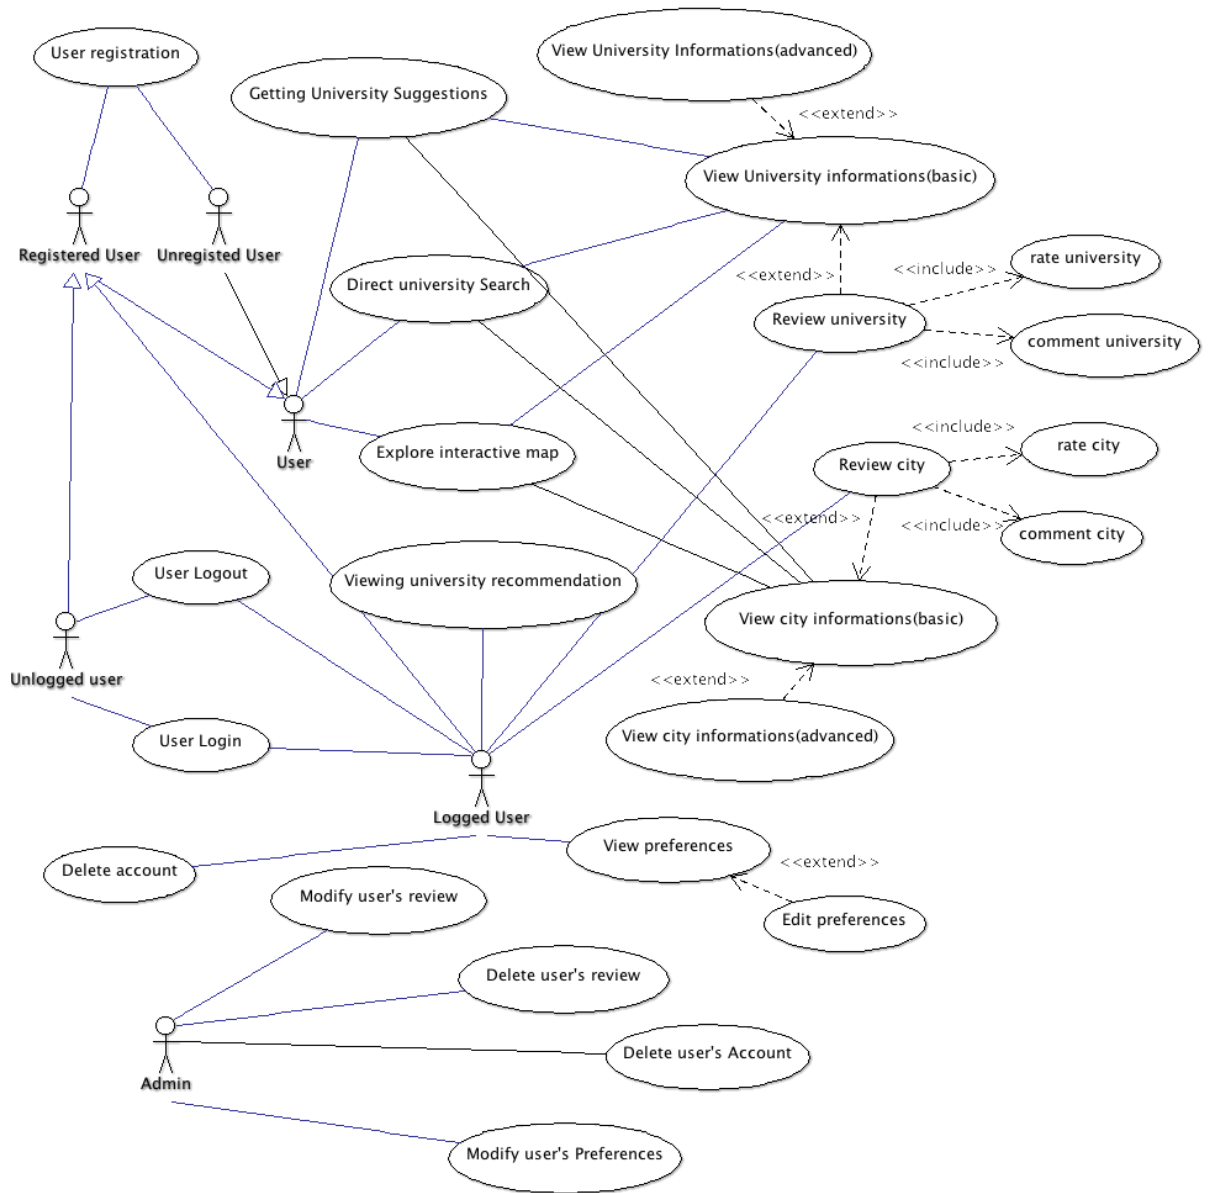 View University Informations(advanced)
User registration
Getting University Suggestions
<<extend>>
View University informations(basic)
Registered User
Unregisted User
rate university
<<include>>
<<extend>>
Direct university Search
Review university
comment university
<<include>>
<<include>>
rate city
User
Explore interactive map
Review city
<<extend>>
<<include>>
comment city
User Logout
Viewing university recommendation
View city informations(basic)
Unlogged user
<<extend>>
User Login
View city informations(advanced)
Logged User
View preferences
<<extend>>
Delete account
Modify user's review
Edit preferences
Delete user's review
Delete user's Account
Admin
Modify user's Preferences